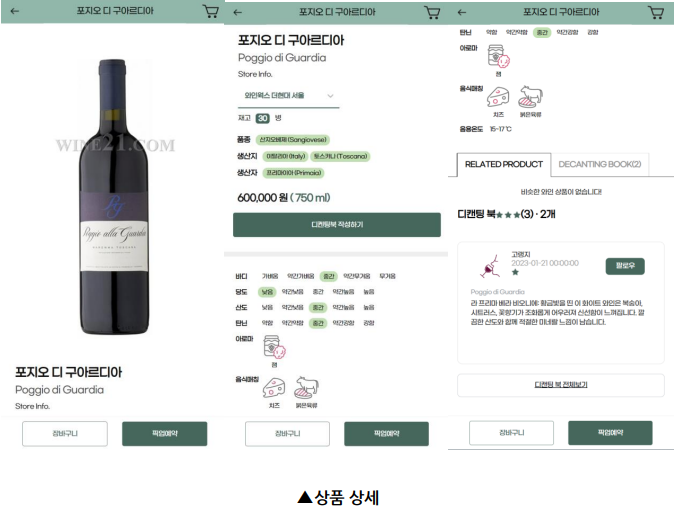 포지오 디 구아르디아
WINE21.COM
Poggio alla Guardia
포지오 디 구아르디아
Poggio di Guardia
Store Info.
장바구니
픽업예약
포지오 디 구아르디아
포지오 디 구아르디아
Poggio di Guardia
Store Info.
와인웍스 더현대 서울
재고 30 병
품종 산지오베제 (Sangiovese)
생산지 이탈리아 (Italy) 토스카나 (Toscana)
생산자 프리마이아 (Primaia)
600,000 원 ( 750 ml)
디켄팅북 작성하기
바디 가벼움 약간가벼움 중간 약간무거움 무거움
당도 낮음 약간낮음 중간 약간높음 높음
산도 낮음 약간낮음 중간 약간높음 높음
탄닌 약함 약간약함 중간 약간강함 강함
아로마
잼
음식매칭
치즈 붉은육류
장바구니
픽업예약
포지오 디 구아르디아
탄닌 약함 약간약함 중간 약간강함 강함
아로마
잼
음식매칭
치즈 붉은육류
음용온도 15-17 ℃
RELATED PRODUCT DECANTING BOOK(2)
비슷한 와인 상품이 없습니다!
디캔팅 북★★★(3) · 2개
고랭지
2023-01-21 00:00:00
★
팔로우
Poggio di Guardia
라 프리마 베라 바모니에: 황금빛을 띤 이 화이트 와인은 복숭아,
시트러스, 꽃향기가 조화롭게 어우러져 신선함이 느껴집니다. 깔
끔한 산도와 함께 적절한 미네랄 느낌이 남습니다.
디캔팅 북 전체보기
장바구니
픽업예약
▲상품 상세